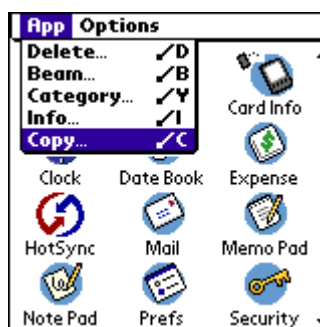 App Options
Delete… ／D
Beam… ／B
Category… ／Y
Info… ／I
Copy… ／C
Card Info
Clock Date Book Expense
HotSync Mail Memo Pad
Note Pad Prefs Security